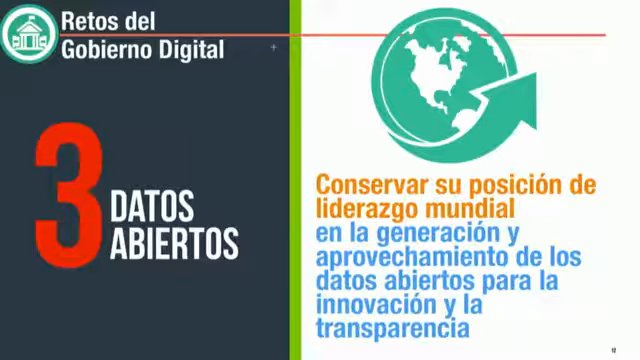 Retos del
Gobierno Digital
3
DATOS
ABIERTOS
Conservar su posición de
liderazgo mundial
en la generación y
aprovechamiento de los
datos abiertos para la
innovación y la
transparencia
12